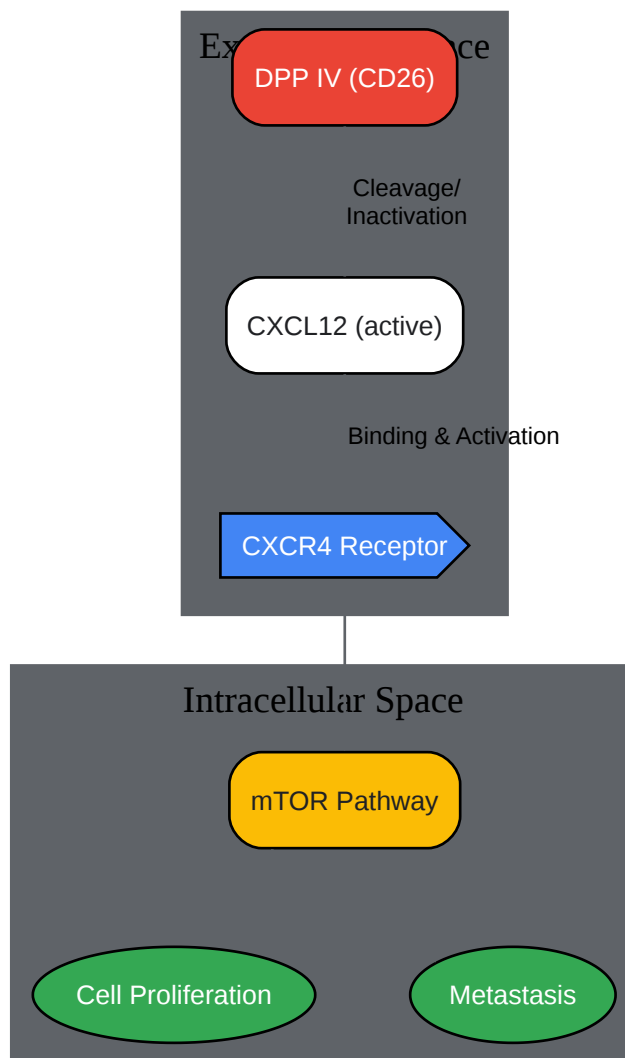 DPP IV (CD26)
Cleavage/
Inactivation
CXCL12 (active)
Binding & Activation
CXCR4 Receptor
Intracellular Space
mTOR Pathway
Cell Proliferation
Metastasis